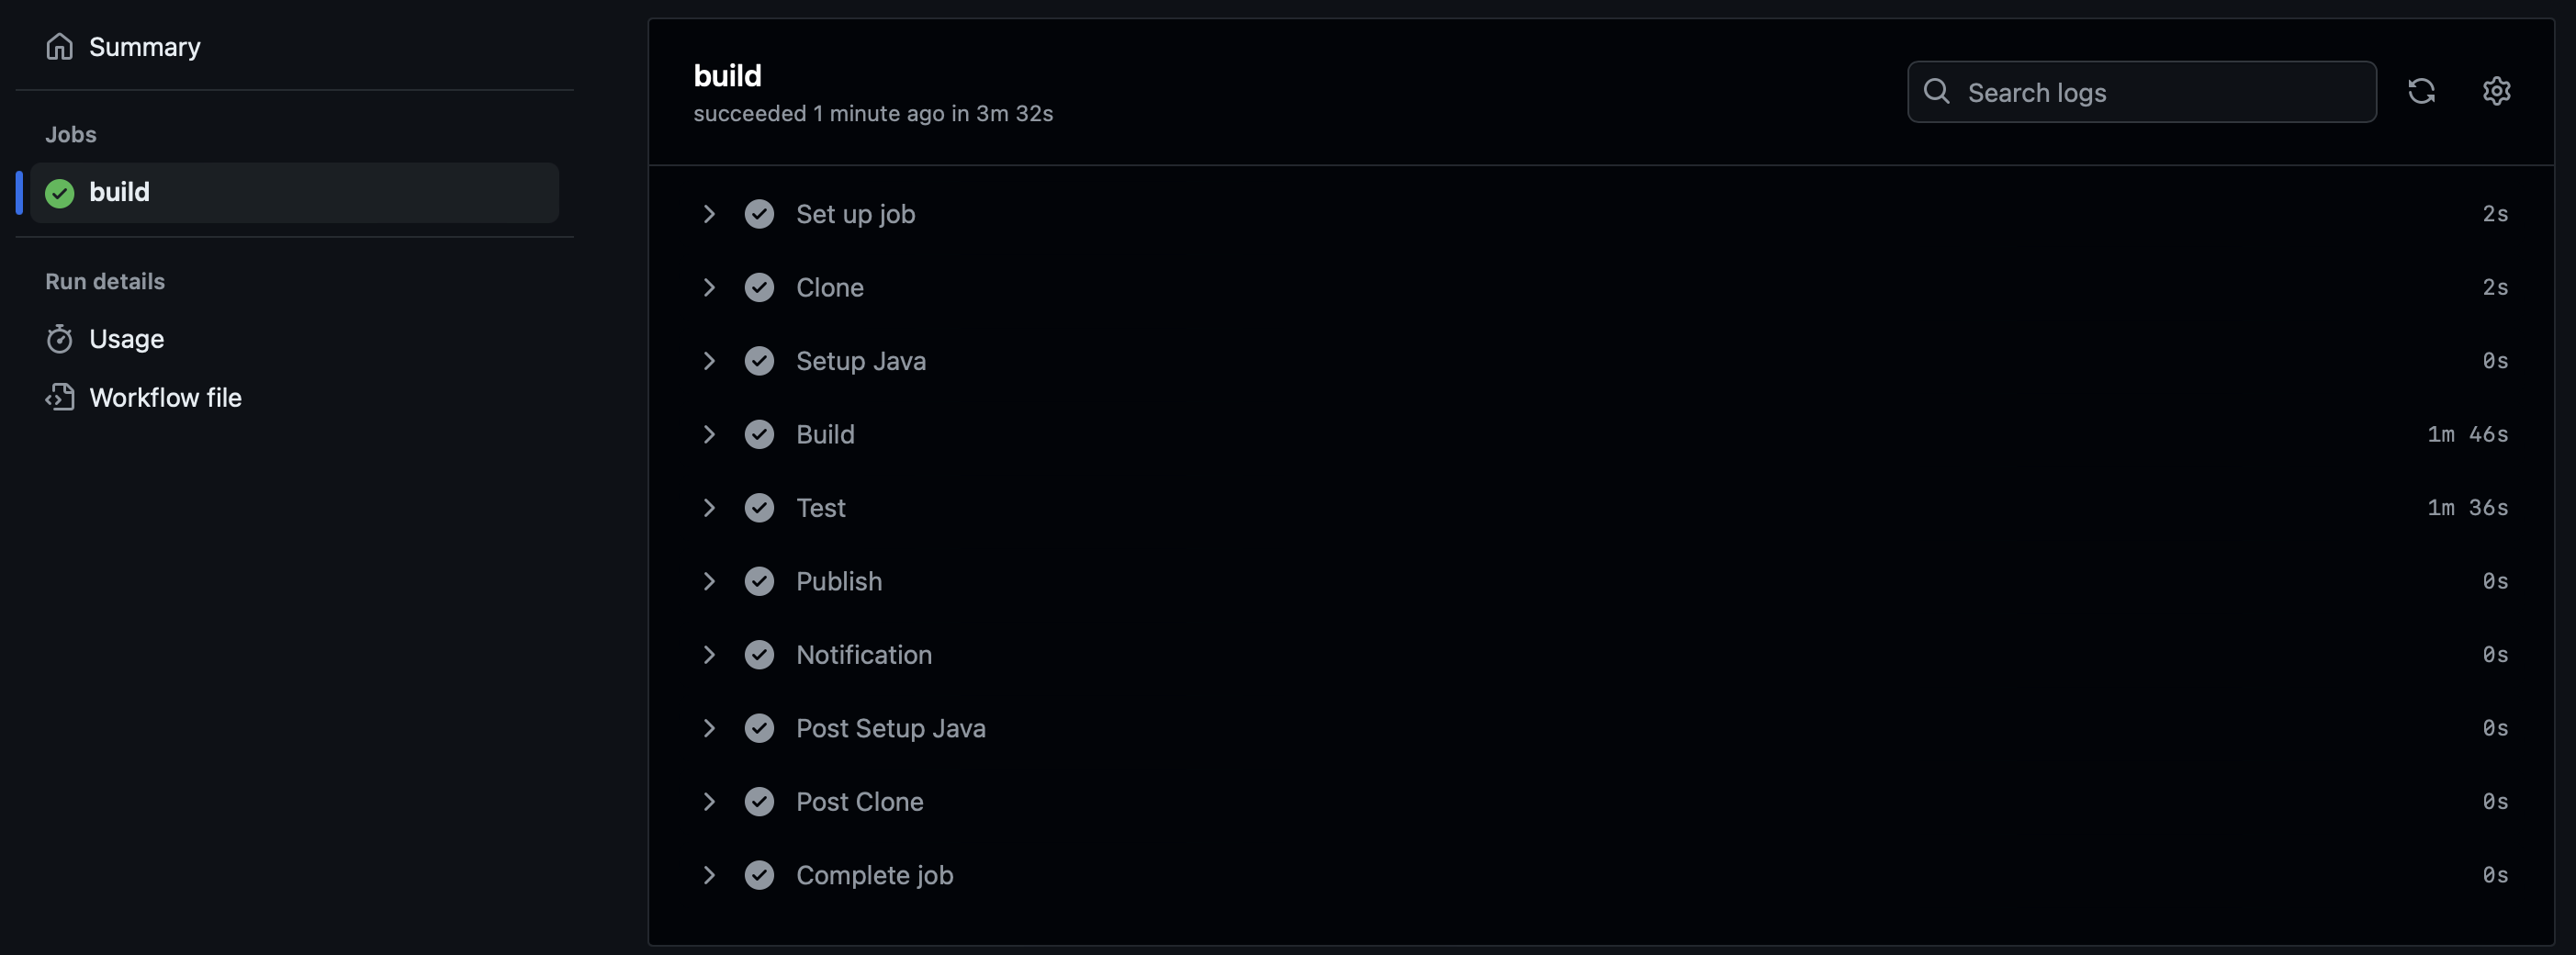 Summary
Jobs
build
Run details
Usage
Workflow file
build
succeeded 1 minute ago in 3m 32s
Search logs
Set up job 2s
Clone 2s
Setup Java 0s
Build 1m 46s
Test 1m 36s
Publish 0s
Notification 0s
Post Setup Java 0s
Post Clone 0s
Complete job 0s